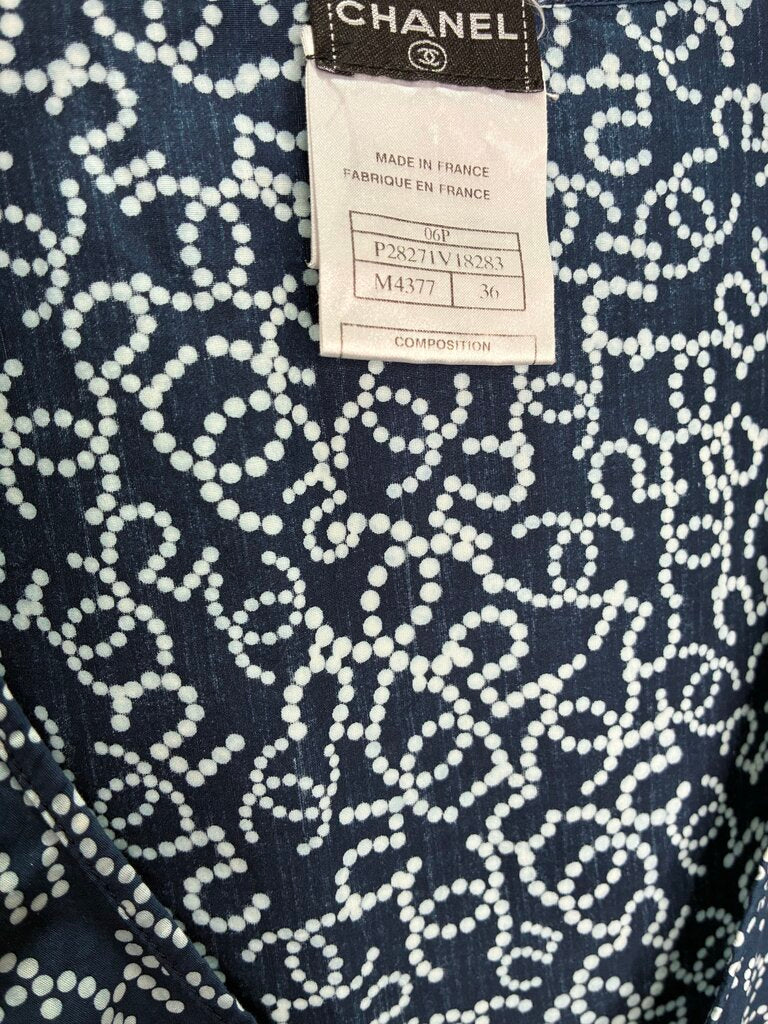 CHANEL
MADE IN FRANCE
FABRIQUE EN FRANCE
06P
P28271V18283
M4377 36
COMPOSITION